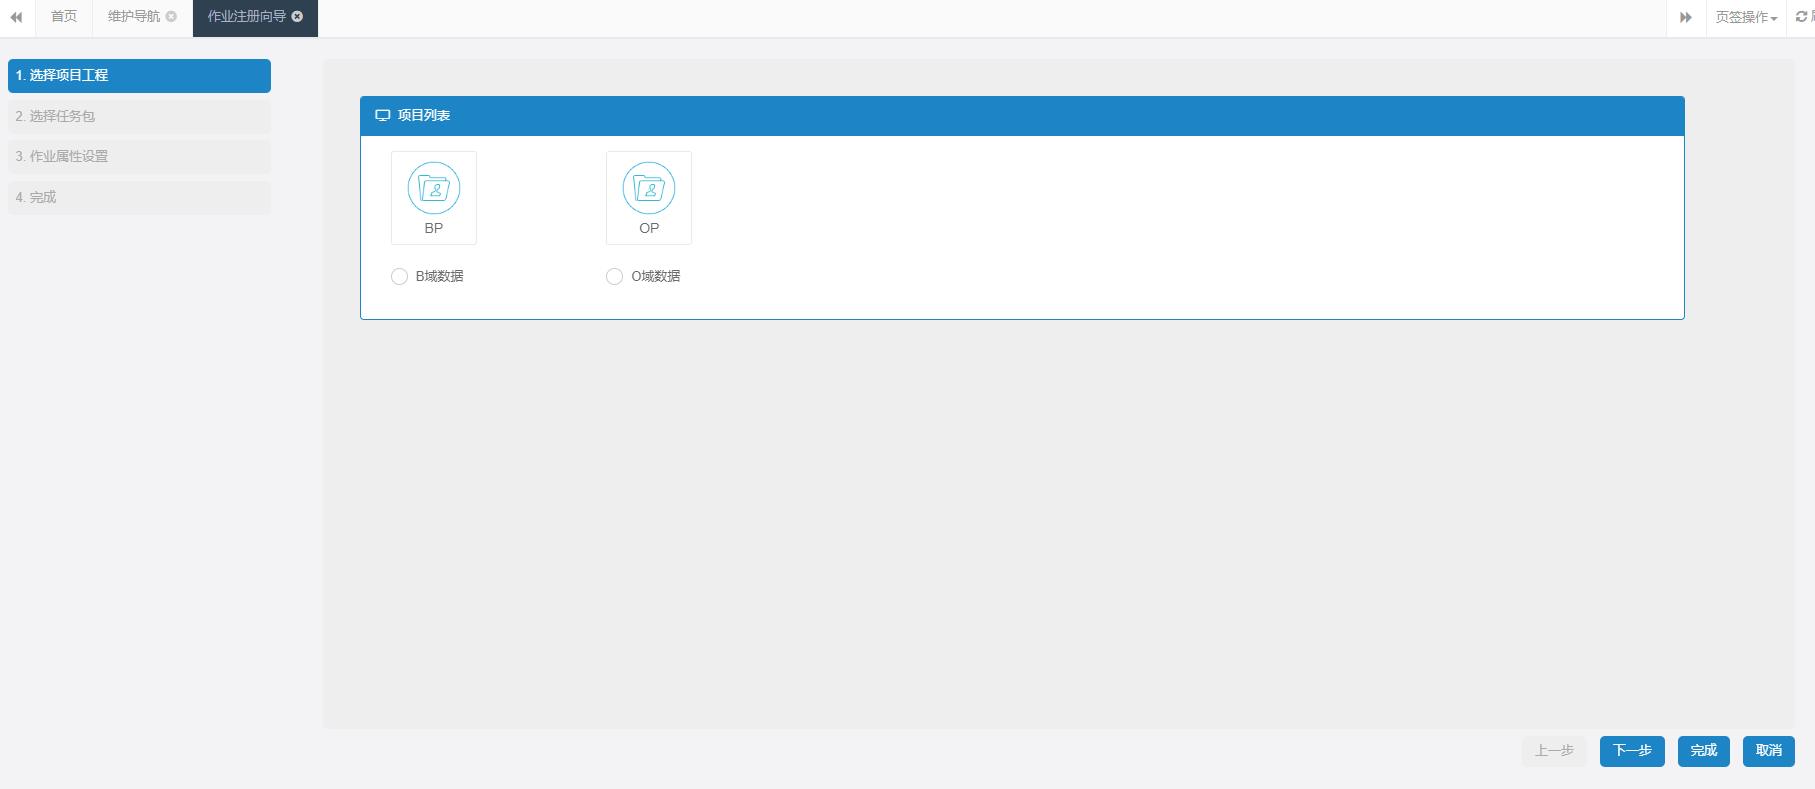 首页
维护导航
作业注册向导
页签操作
1. 选择项目工程
2. 选择任务包
3. 作业属性设置
4. 完成
项目列表
BP
OP
B域数据
O域数据
上一步
下一步
完成
取消